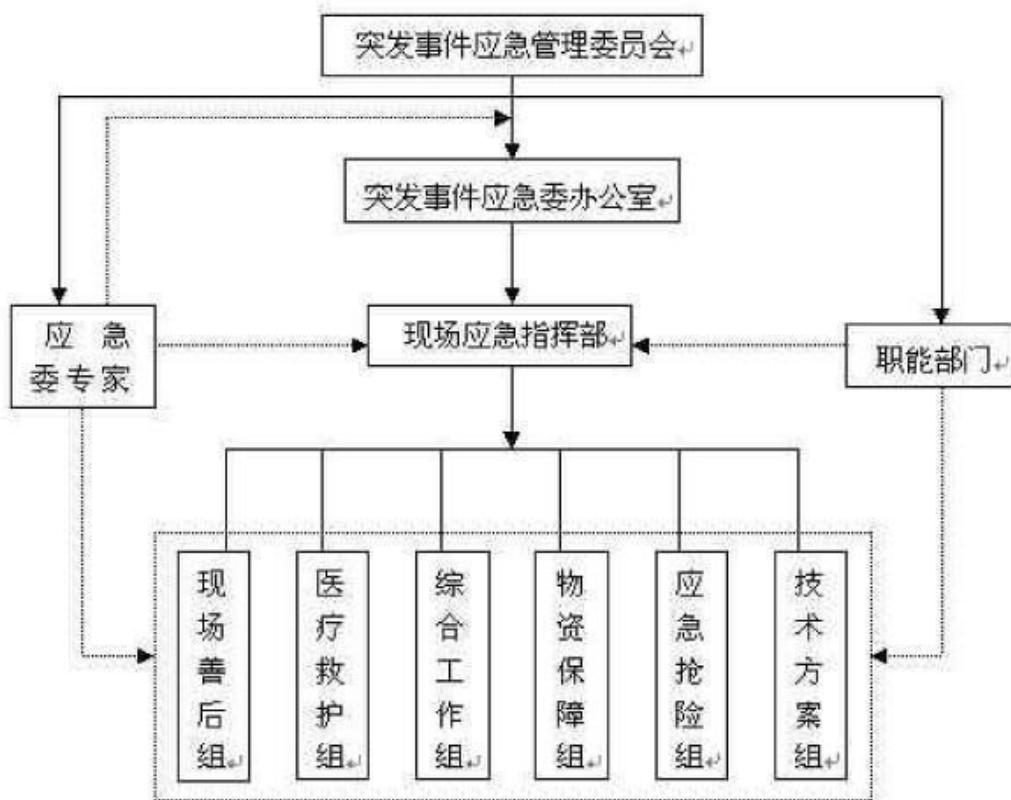 突发事件应急管理委员会
突发事件应急委办公室
应 急
委专家
现场应急指挥部
职能部门
现场善后组
医疗救护组
综合工作组
物资保障组
应急抢险组
技术方案组